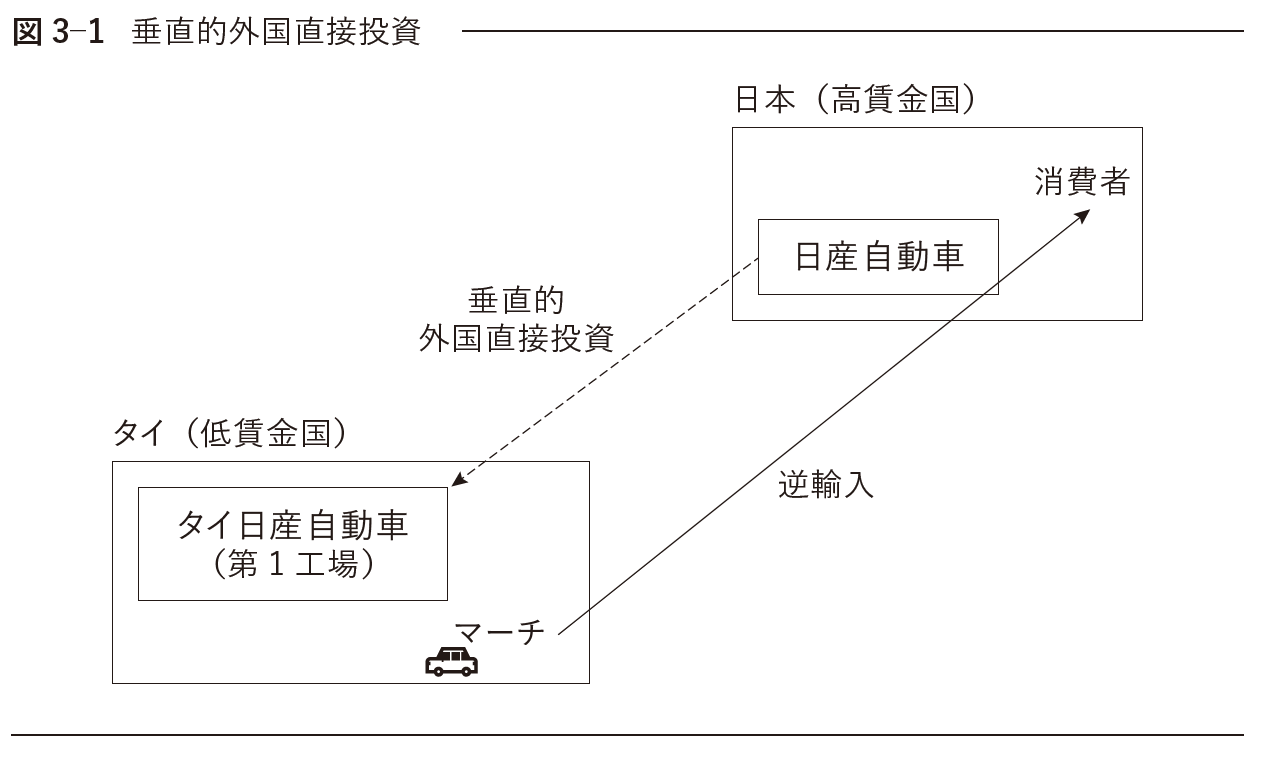 図 3–1 垂直的外国直接投資
日本（高賃金国）
消費者
日産自動車
垂直的
外国直接投資
タイ（低賃金国）
タイ日産自動車
（第 1 工場）
逆輸入
マーチ